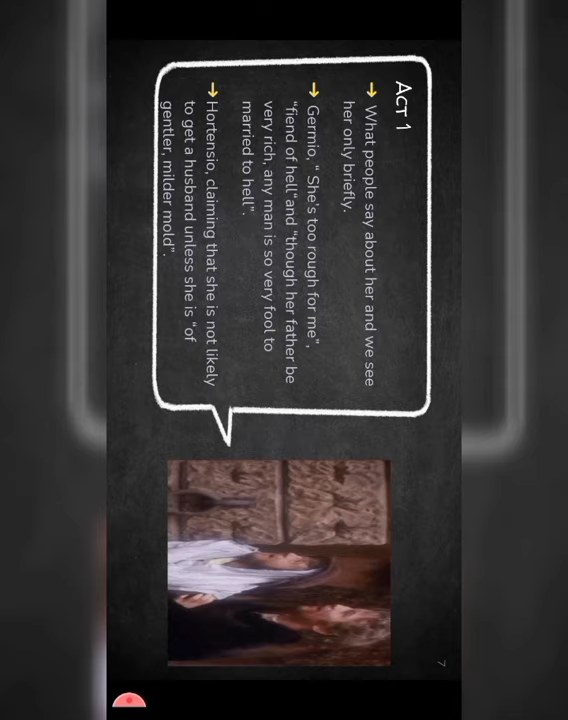 ACT 1
→ What people say about her and we see
her only briefly.
→ Germio, " She's too rough for me",
"fiend of hell"and "though her father be
very rich, any man is so very fool to
married to hell".
→ Hortensio, claiming that she is not likely
to get a husband unless she is "of
gentler, milder mold".
7